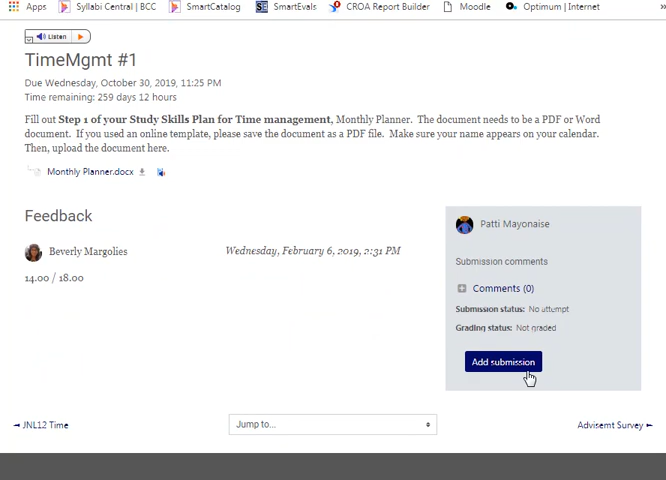 Apps Syllabi Central | BCC SmartCatalog SmartEvals CROA Report Builder Moodle Optimum | Internet »
Listen
TimeMgmt #1
Due Wednesday, October 30, 2019, 11:25 PM
Time remaining: 259 days 12 hours
Fill out Step 1 of your Study Skills Plan for Time management, Monthly Planner. The document needs to be a PDF or Word
document. If you used an online template, please save the document as a PDF file. Make sure your name appears on your calendar.
Then, upload the document here.
Monthly Planner.docx
Feedback
Beverly Margolies Wednesday, February 6, 2019, 2:31 PM
14.00 / 18.00
Patti Mayonaise
Submission comments
Comments (0)
Submission status: No attempt
Grading status: Not graded
Add submission
◄ JNL12 Time
Jump to...
Advisemt Survey ►